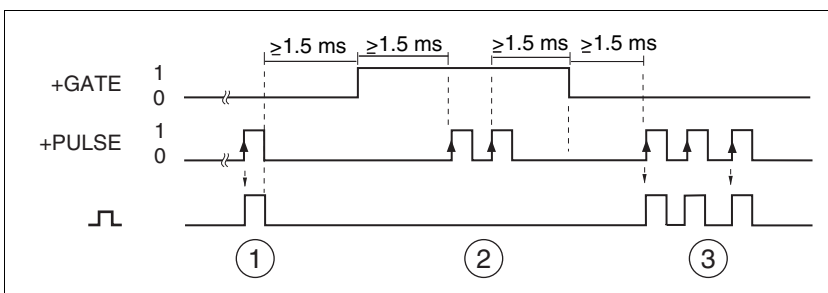 ≥1.5 ms ≥1.5 ms ≥1.5 ms ≥1.5 ms
+GATE 1
0
+PULSE 1
0
1 2 3